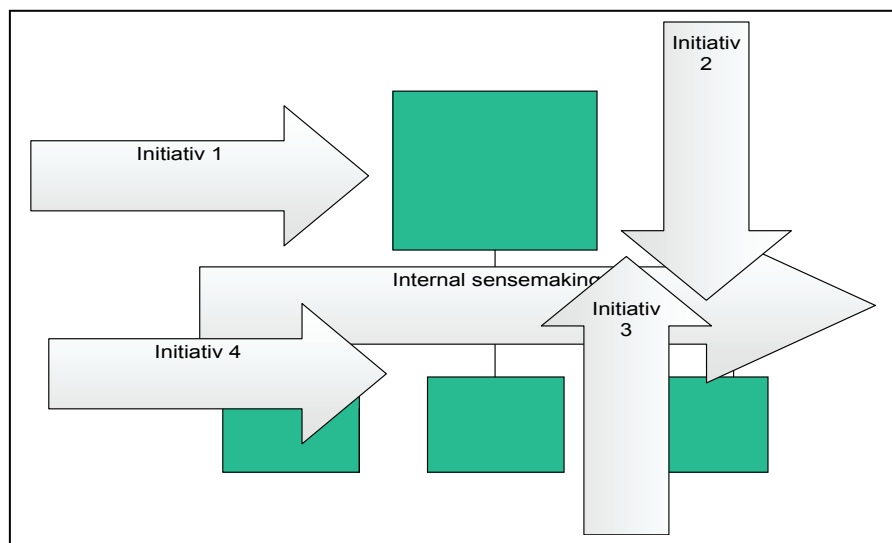 Initiativ
2
Initiativ 1
Internal sensemaking
Initiativ
3
Initiativ 4